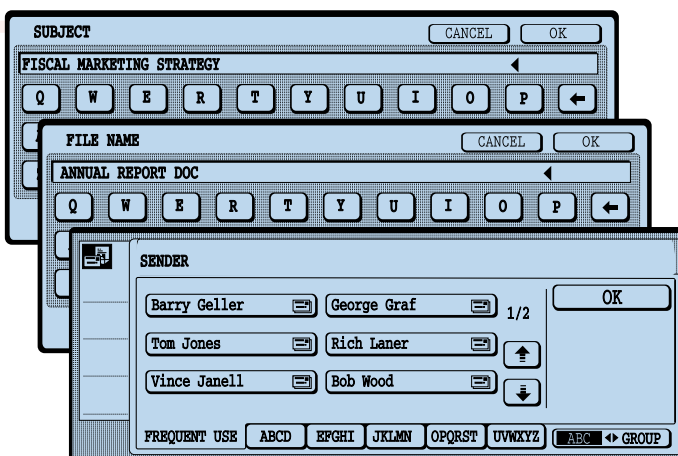 SUBJECT CANCEL OK
FISCAL MARKETING STRATEGY
Q W E R T Y U I O P
FILE NAME CANCEL OK
ANNUAL REPORT DOC
Q W E R T Y U I O P
SENDER
Barry Geller George Graf 1/2 OK
Tom Jones Rich Laner
Vince Janell Bob Wood
FREQUENT USE ABCD EFGHI JKLMN OPQRST UVWXYZ ABC GROUP